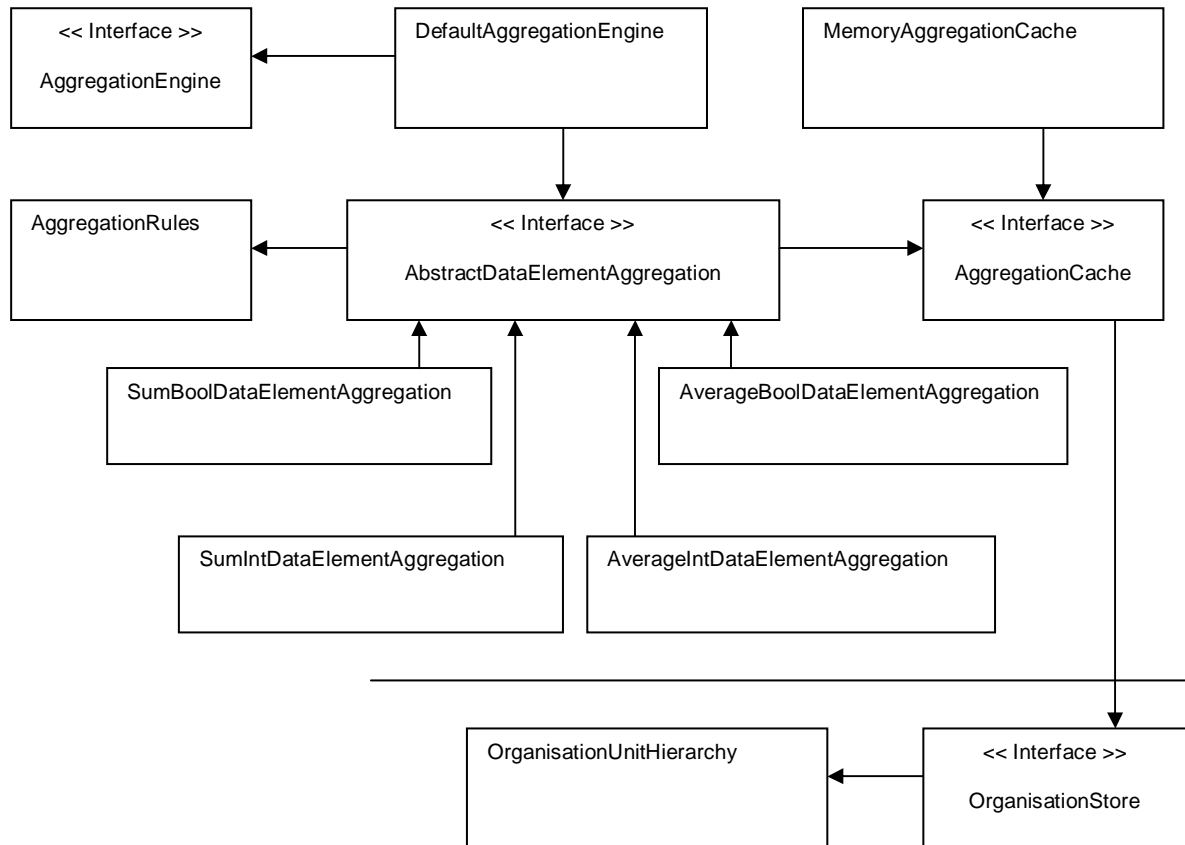 << Interface >>
AggregationEngine
DefaultAggregationEngine
MemoryAggregationCache
AggregationRules
<< Interface >>
AbstractDataElementAggregation
<< Interface >>
AggregationCache
SumBoolDataElementAggregation
AverageBoolDataElementAggregation
SumIntDataElementAggregation
AverageIntDataElementAggregation
OrganisationUnitHierarchy
<< Interface >>
OrganisationStore